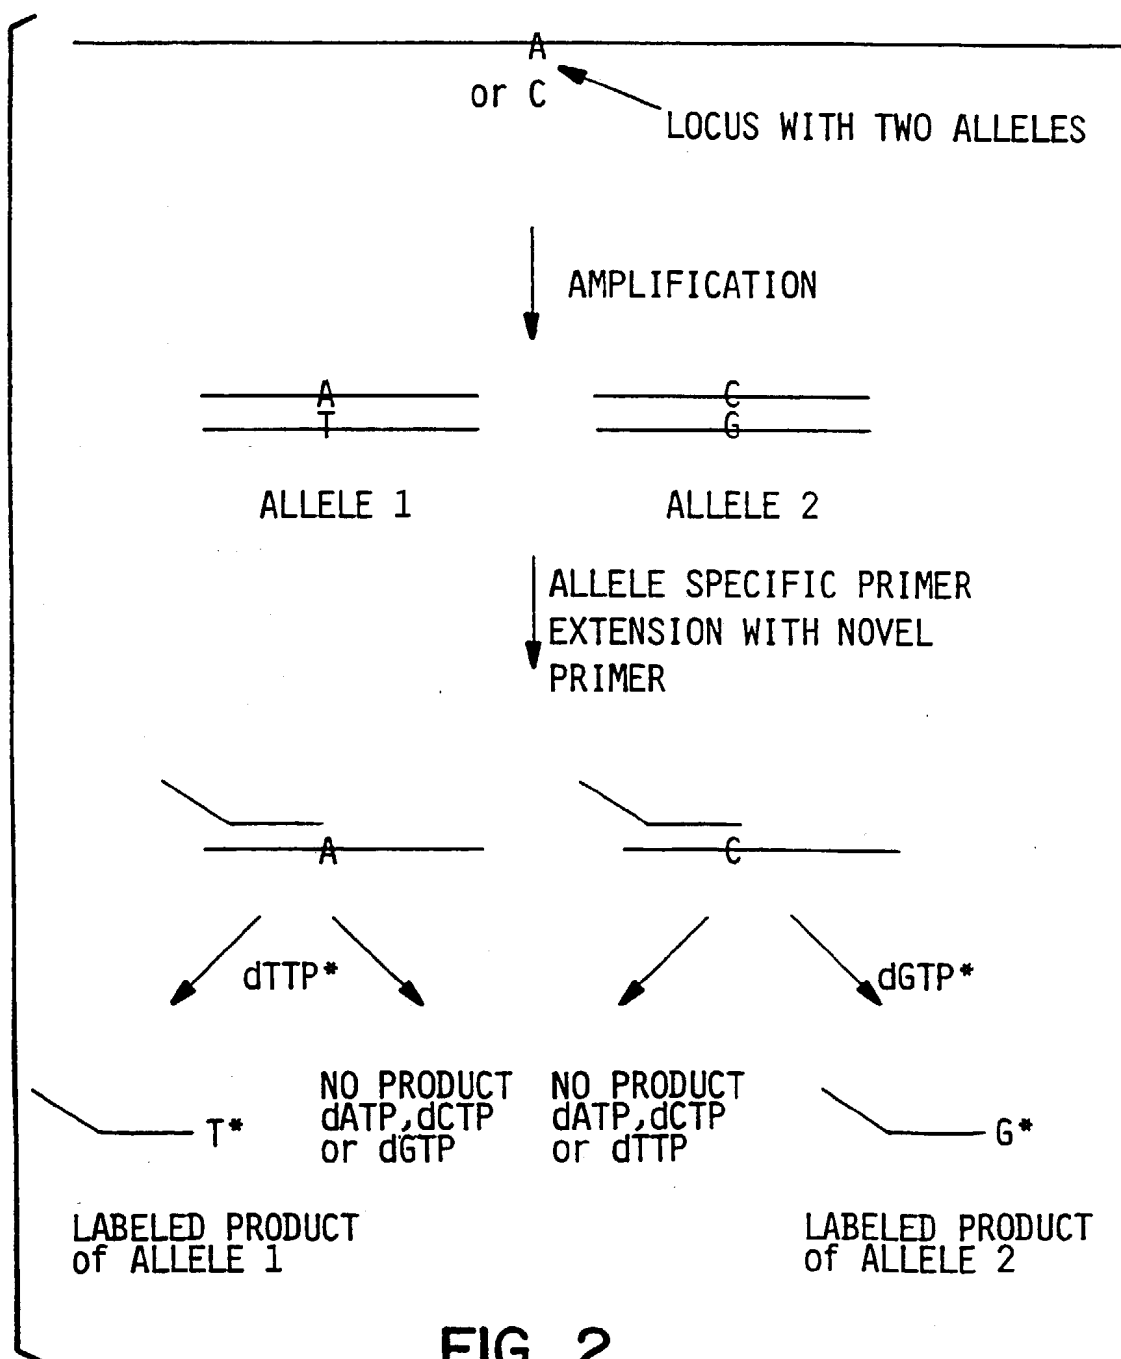 A
or C
LOCUS WITH TWO ALLELES
AMPLIFICATION
A
T
C
G
ALLELE 1
ALLELE 2
ALLELE SPECIFIC PRIMER
EXTENSION WITH NOVEL
PRIMER
A
C
dTTP*
dGTP*
NO PRODUCT
dATP,dCTP
or dGTP
NO PRODUCT
dATP,dCTP
or dTTP
T*
G*
LABELED PRODUCT
of ALLELE 1
LABELED PRODUCT
of ALLELE 2
FIG. 2